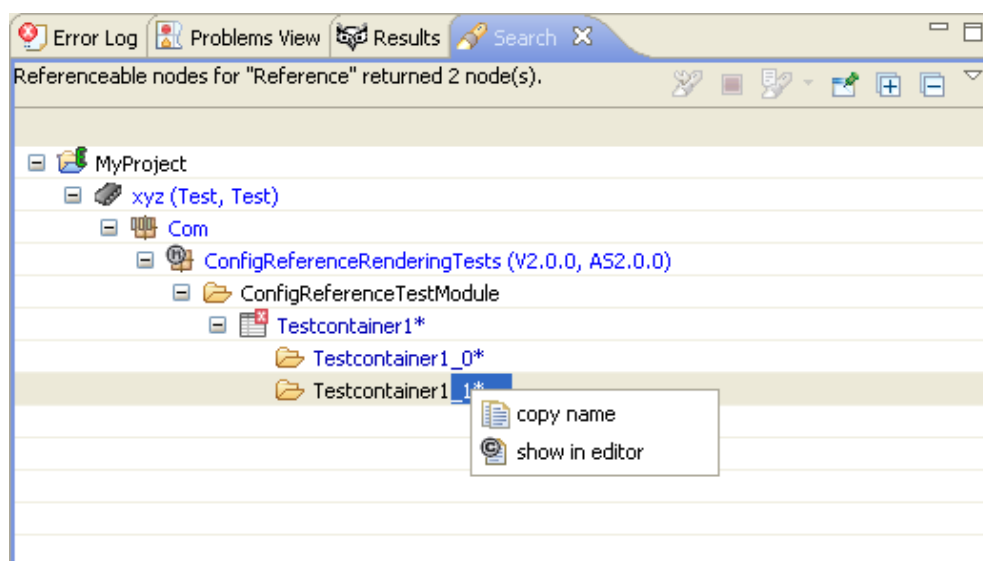 Error Log Problems View Results Search
Referenceable nodes for "Reference" returned 2 node(s).
MyProject
xyz (Test, Test)
Com
ConfigReferenceRenderingTests (V2.0.0, AS2.0.0)
ConfigReferenceTestModule
Testcontainer1*
Testcontainer1_0*
Testcontainer1_1*
copy name
show in editor